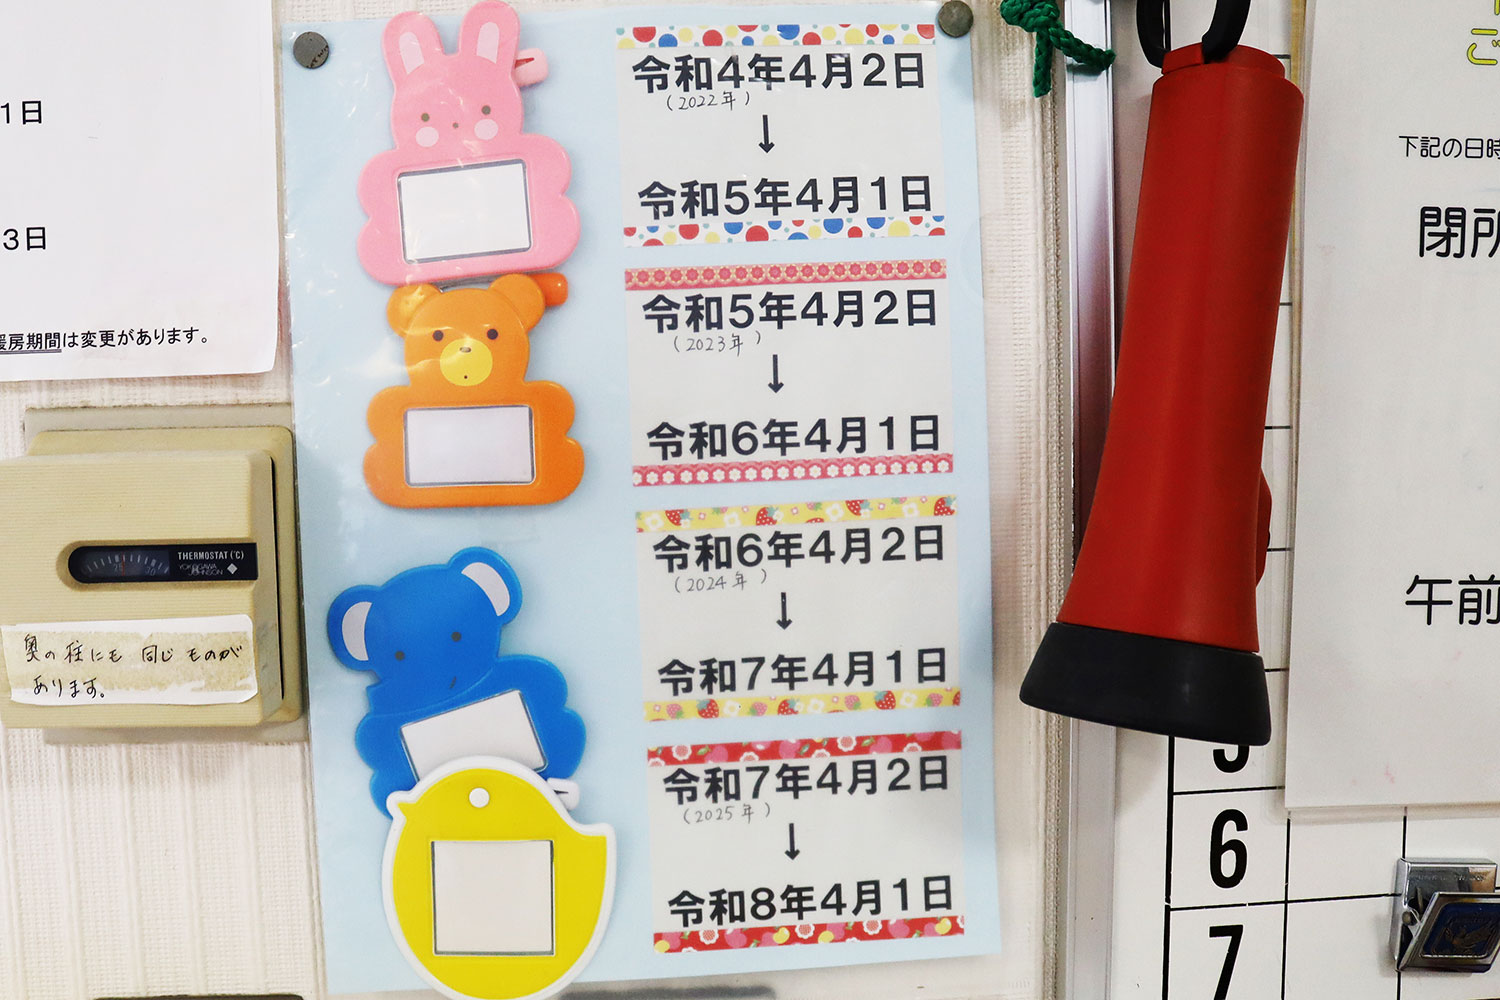 1日
3日
暖房期間は変更があります。
THERMOSTAT (℃)
YOKOGAWA
JOHNSON
奥の柱にも同じものが
あります。
令和4年4月2日
(2022年)
↓
令和5年4月1日
令和5年4月2日
(2023年)
↓
令和6年4月1日
令和6年4月2日
(2024年)
↓
令和7年4月1日
令和7年4月2日
(2025年)
↓
令和8年4月1日
5
6
7
ご
下記の日時
閉所
午前